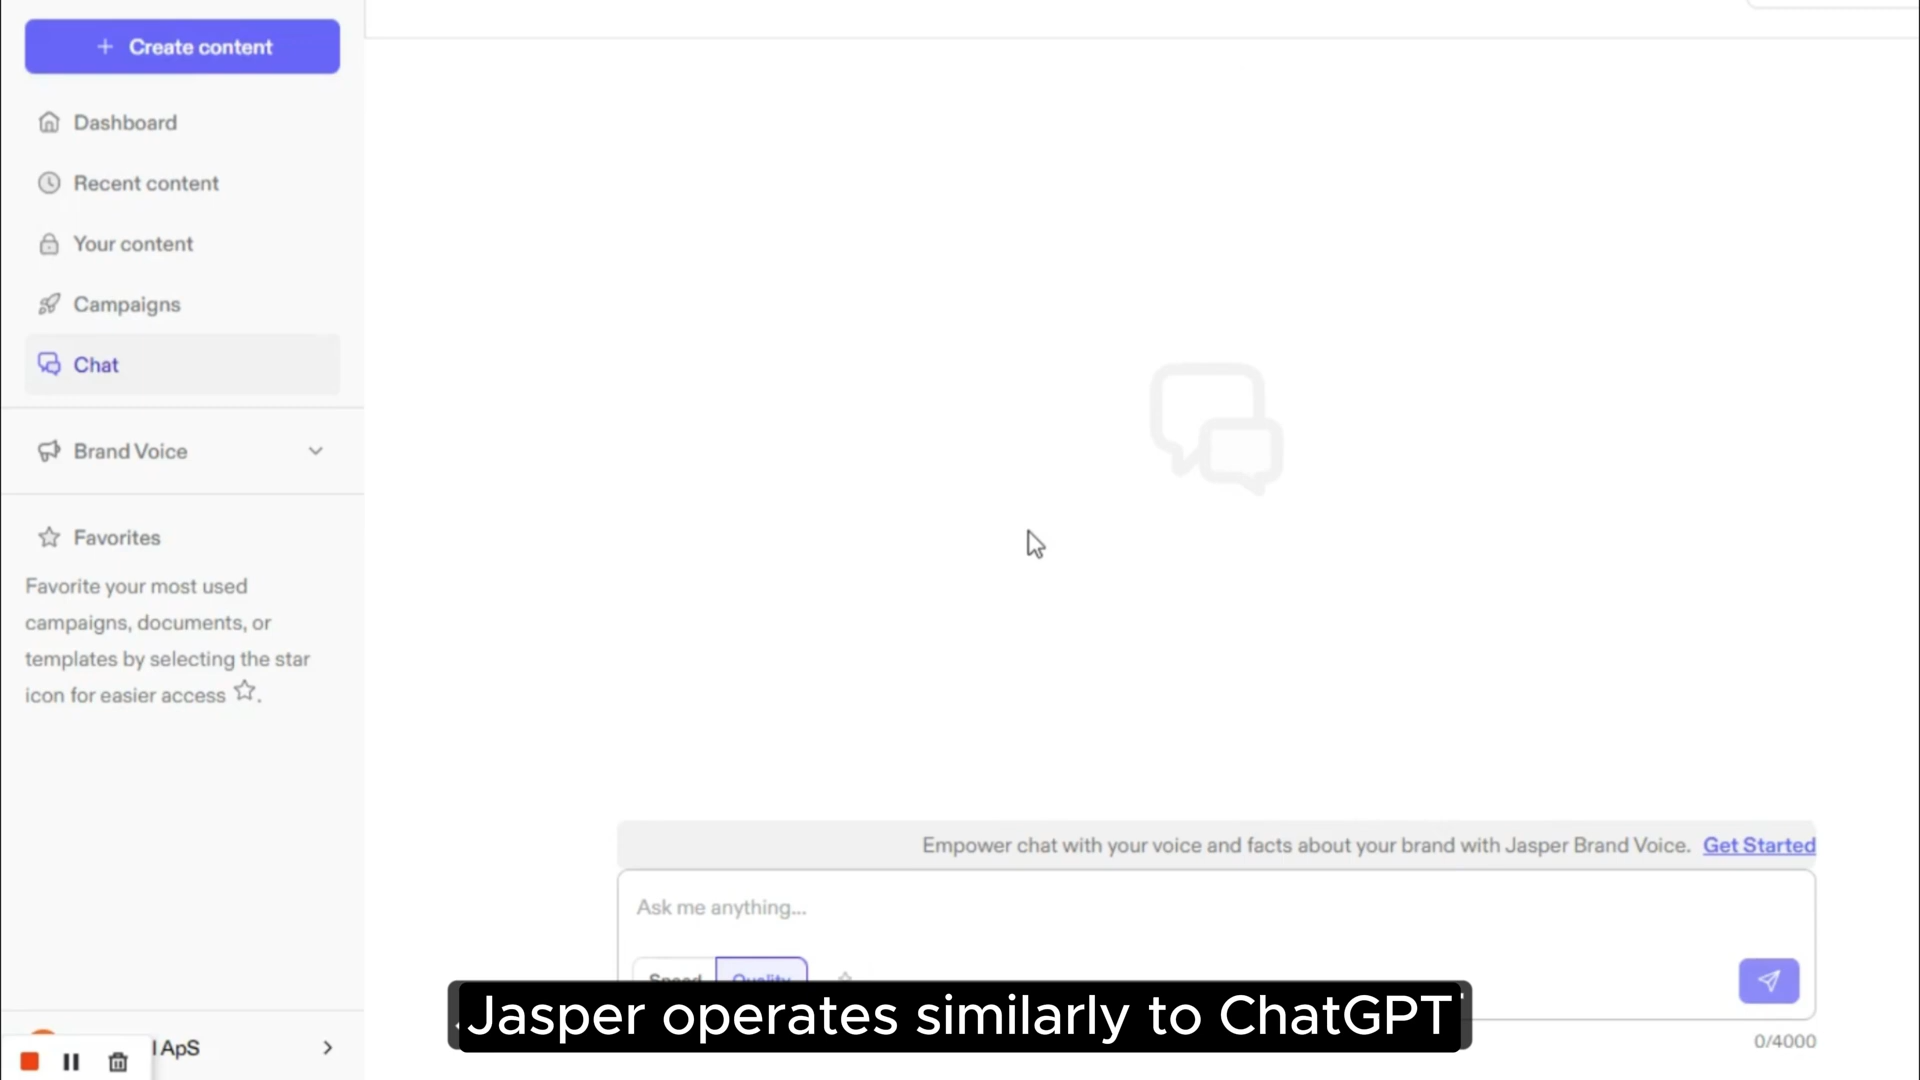 + Create content
Dashboard
Recent content
Your content
Campaigns
Chat
Brand Voice
Favorites
Favorite your most used
campaigns, documents, or
templates by selecting the star
icon for easier access ☆.
Empower chat with your voice and facts about your brand with Jasper Brand Voice. Get Started
Ask me anything...
Speed Quality
Jasper operates similarly to ChatGPT
0/4000
ApS